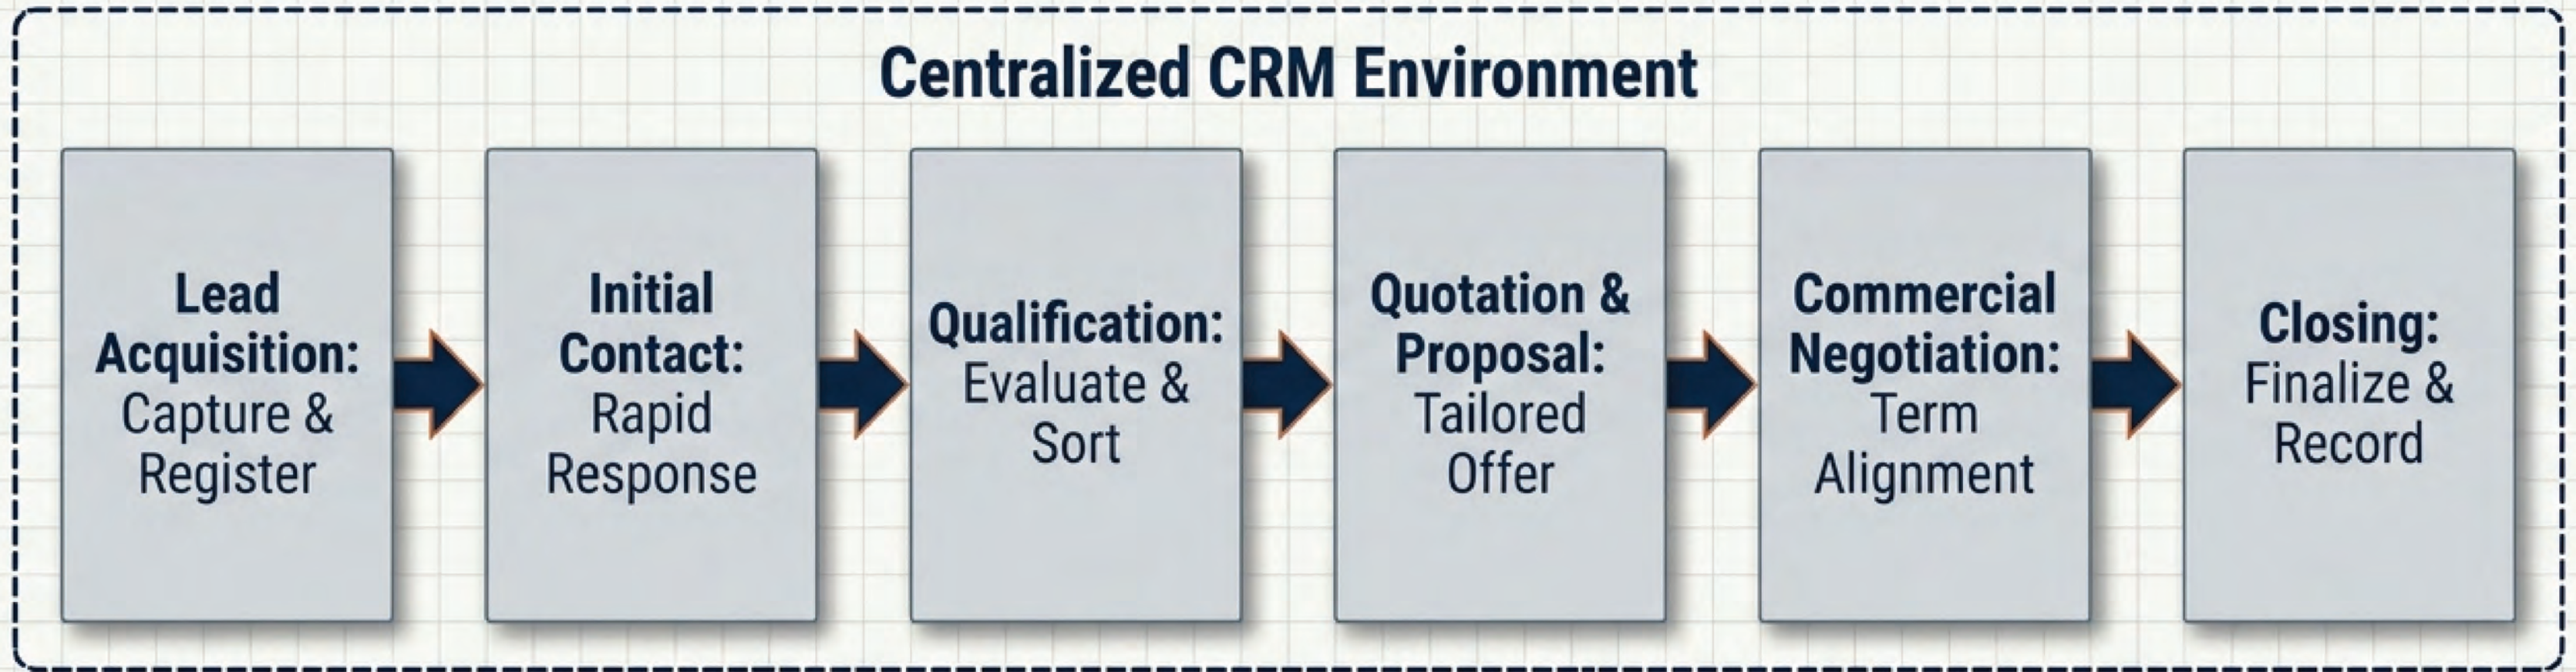 Centralized CRM Environment
Lead
Acquisition:
Capture &
Register
Initial
Contact:
Rapid
Response
Qualification:
Evaluate &
Sort
Quotation &
Proposal:
Tailored
Offer
Commercial
Negotiation:
Term
Alignment
Closing:
Finalize &
Record